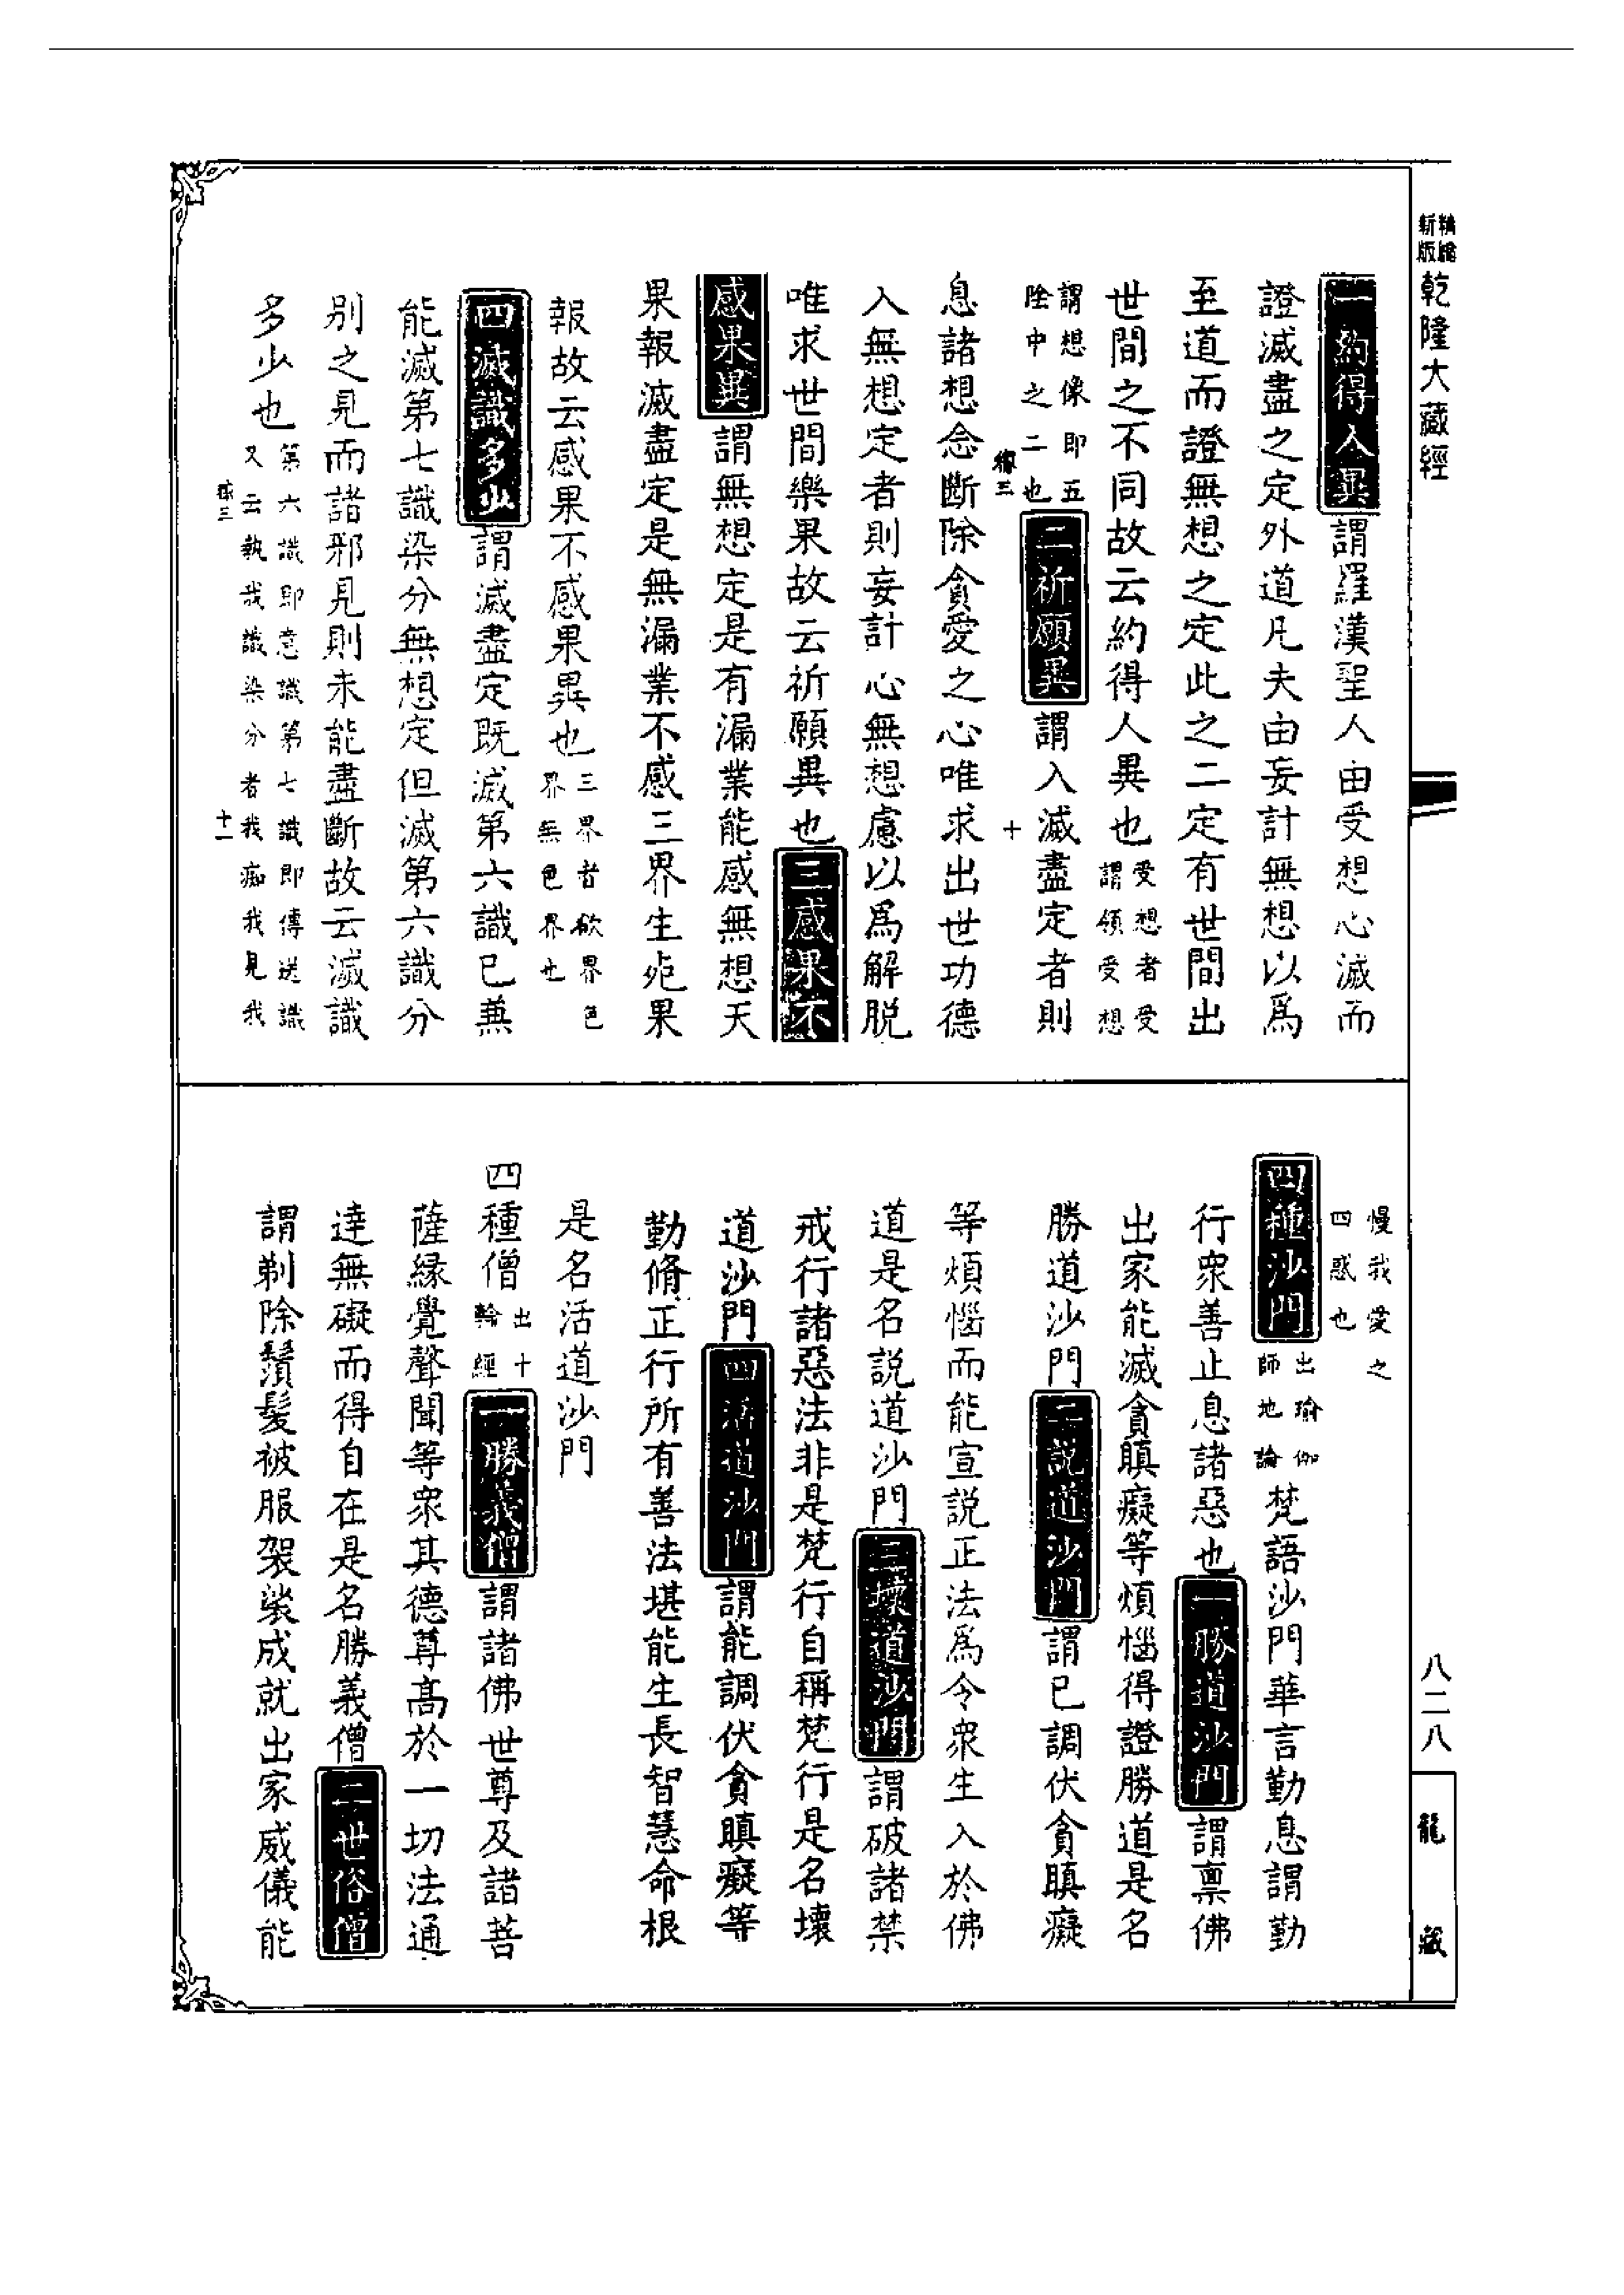 乾隆大藏經
一約得人異謂羅漢聖人由受想心滅而
證滅盡之定外道凡夫由妄計無想以爲
至道而證無想之定此之二定有世間出
世間之不同故云約得人異也受想者受謂領受想
謂想像即五陰中之二也二祈願異謂入滅盡定者則
息諸想念斷除貪愛之心唯求出世功德
入無想定者則妄計心無想慮以爲解脱
唯求世間樂果故云祈願異也三感果不
感果異謂無想定是有漏業能感無想天
果報滅盡定是無漏業不感三界生死果
報故云感果不感果異也三界者欲界色界無色界也
四滅識多少謂滅盡定既滅第六識已兼
能滅第七識染分無想定但滅第六識分
别之見而諸邪見則未能盡斷故云滅識
多少也第六識即意識第七識即傳送識又云執我識染分者我痴我見我
十
十一
慢我愛之四惑也
四種沙門出瑜伽師地論梵語沙門華言勤息謂勤
行衆善止息諸惡也一勝道沙門謂稟佛
出家能滅貪瞋癡等煩惱得證勝道是名
勝道沙門二説道沙門謂已調伏貪瞋癡
等煩惱而能宣説正法爲令衆生入於佛
道是名説道沙門三壞道沙門謂破諸禁
戒行諸惡法非是梵行自稱梵行是名壞
道沙門四活道沙門謂能調伏貪瞋癡等
勤脩正行所有善法堪能生長智慧命根
是名活道沙門
四種僧出十輪經一勝義僧謂諸佛世尊及諸菩
薩緣覺聲聞等衆其德尊高於一切法通
達無礙而得自在是名勝義僧二世俗僧
謂剃除鬚髮被服袈裟成就出家威儀能
八二八
龍藏